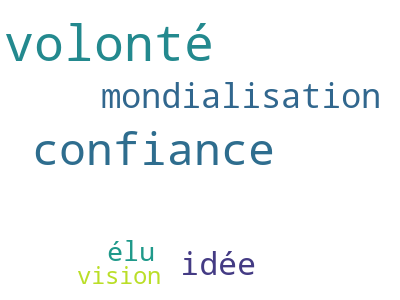 volonté
mondialisation
confiance
élu
idée
vision